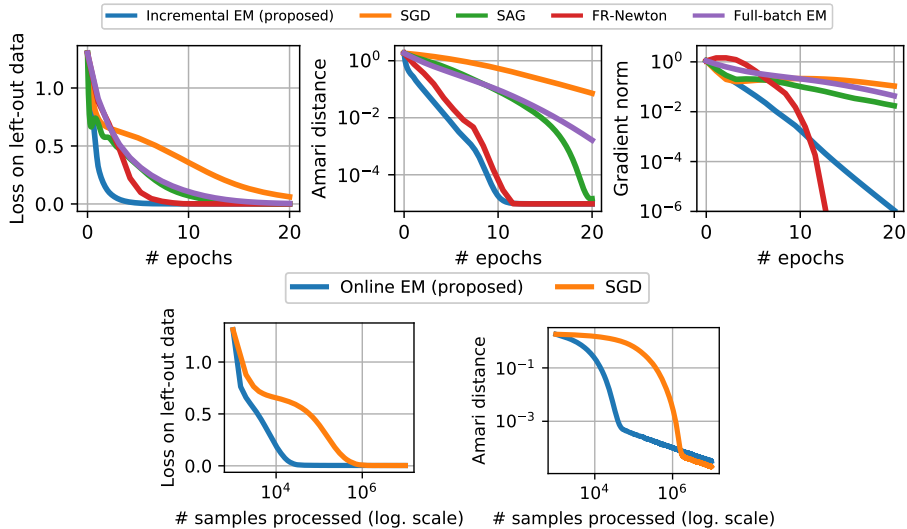 Incremental EM (proposed) SGD SAG FR-Newton Full-batch EM
Loss on left-out data
1.0
0.5
0.0
0 10 20
# epochs
Amari distance
10^0
10^-2
10^-4
0 10 20
# epochs
Gradient norm
10^0
10^-2
10^-4
10^-6
0 10 20
# epochs
Online EM (proposed) SGD
Loss on left-out data
1.0
0.5
0.0
10^4 10^6
# samples processed (log. scale)
Amari distance
10^-1
10^-3
10^4 10^6
# samples processed (log. scale)